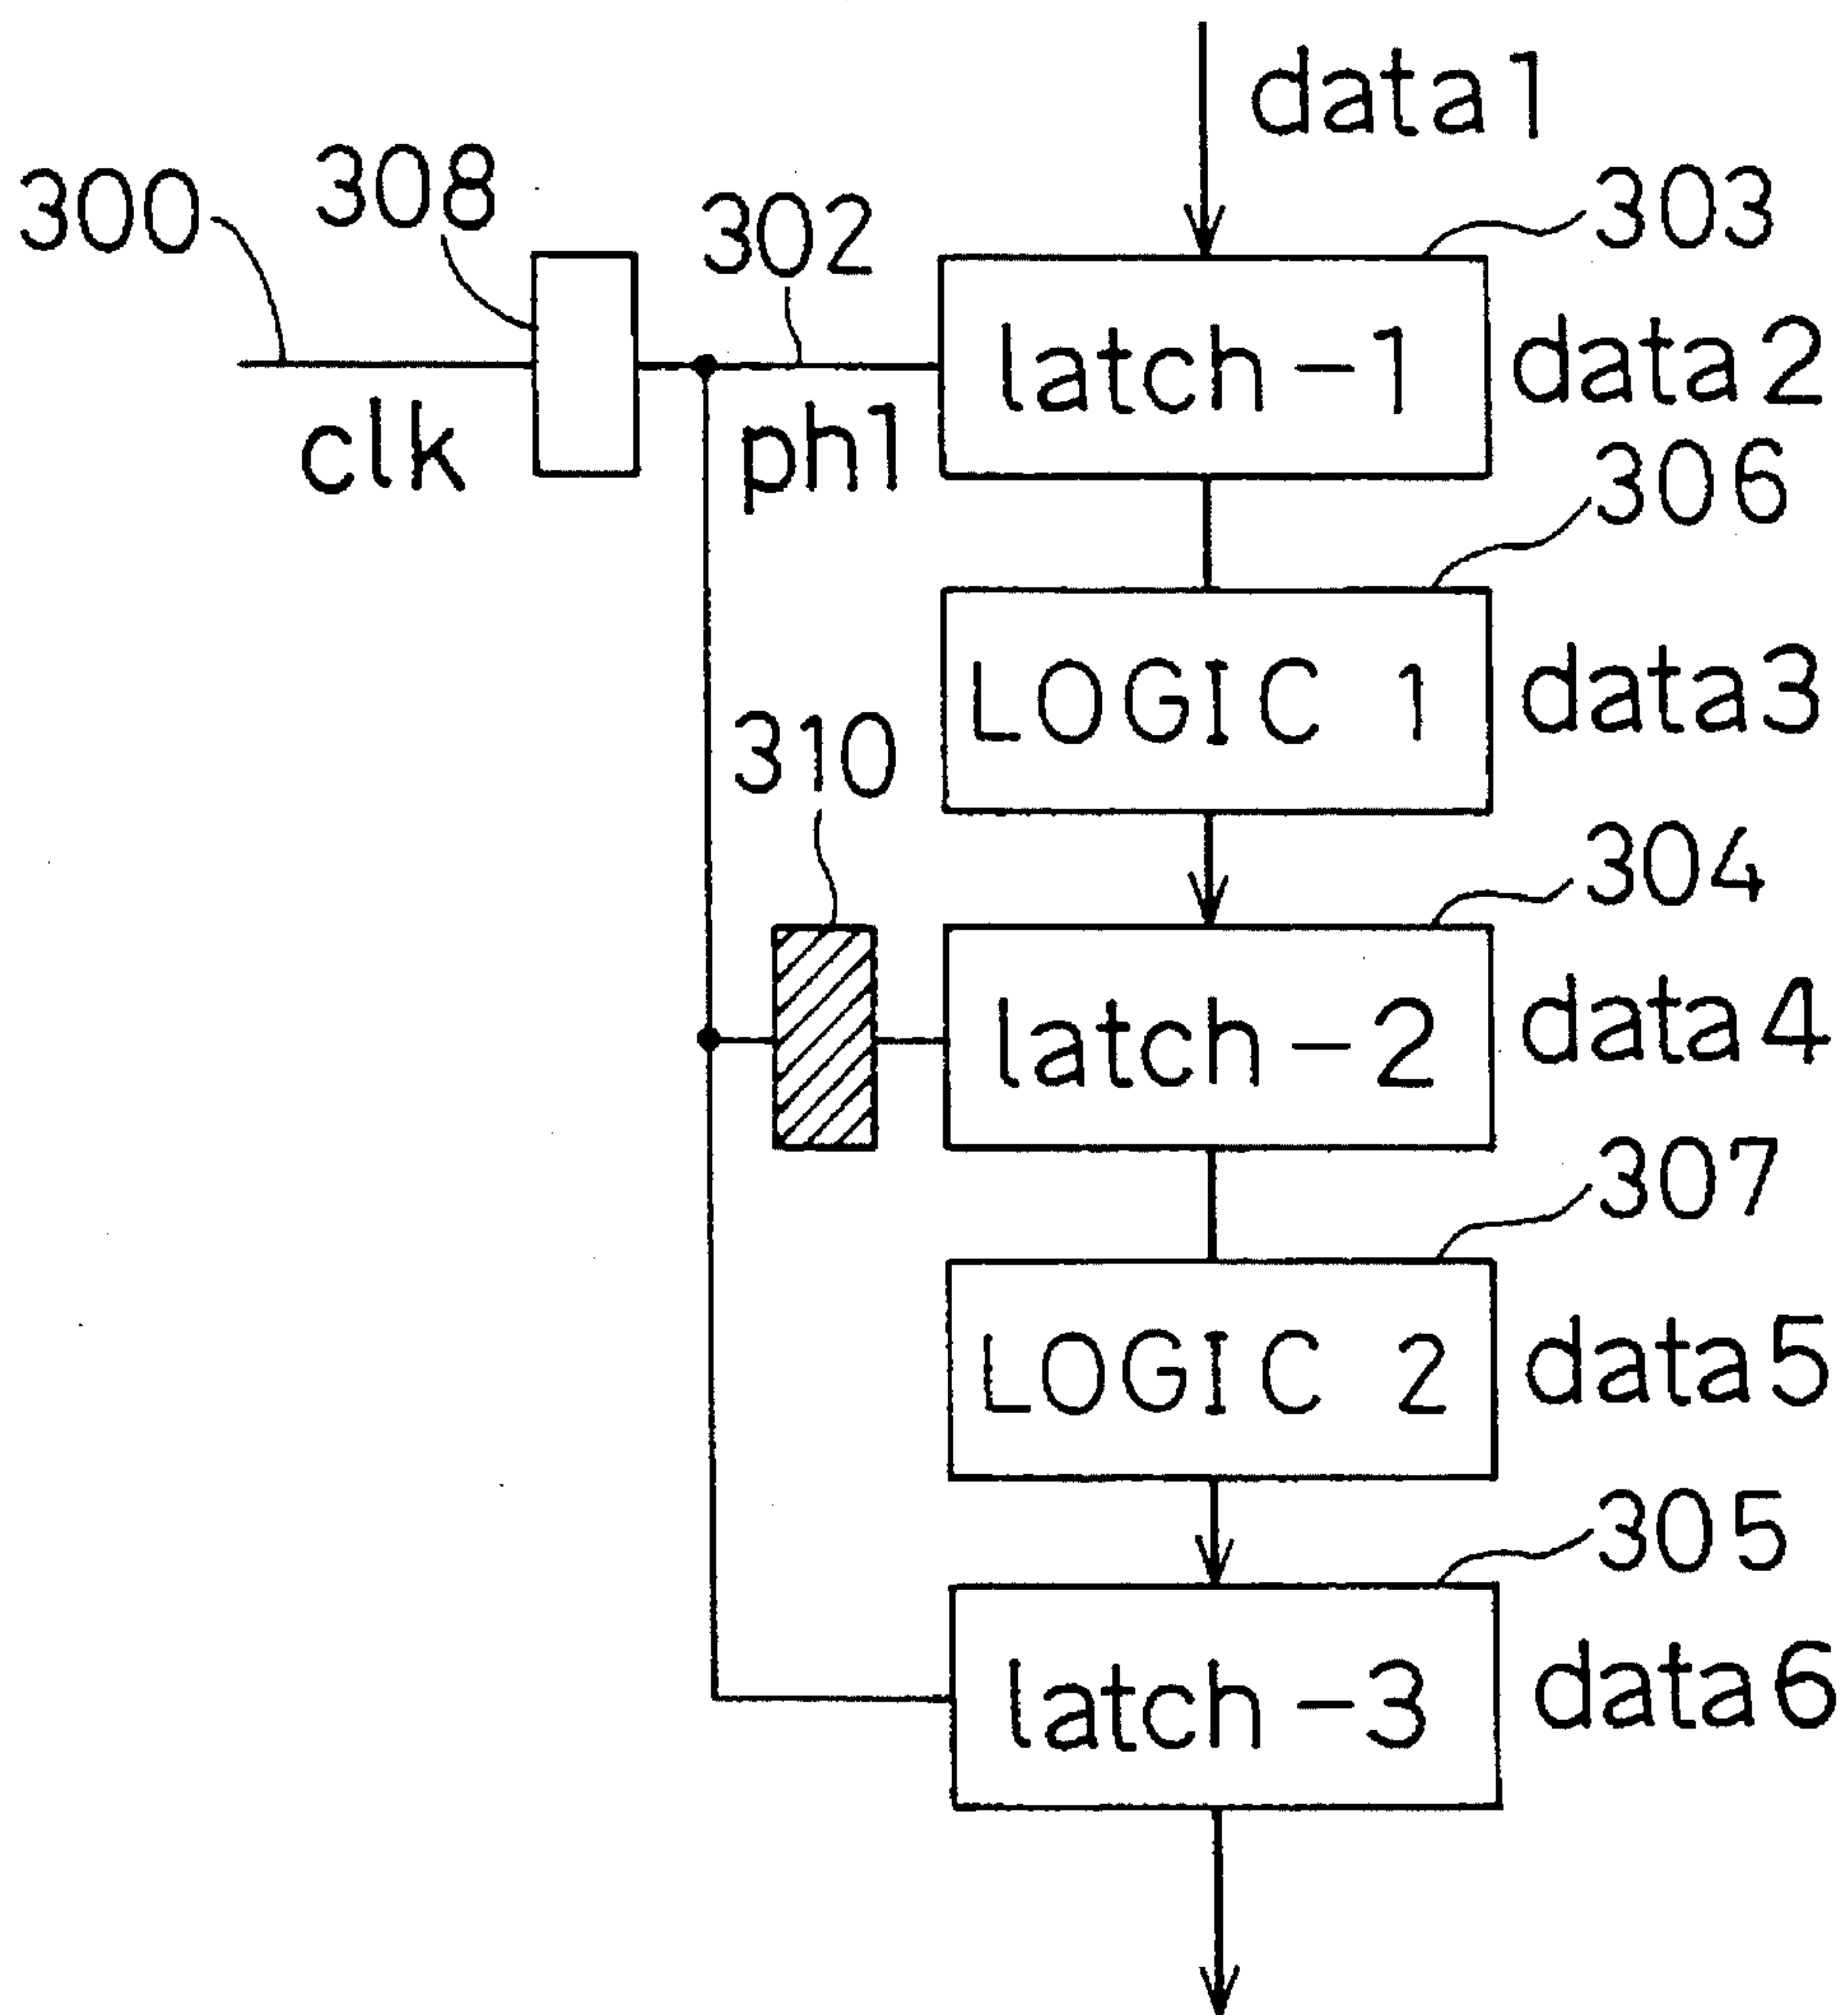 data1
300
308
302
303
clk
ph1
latch-1
data2
306
LOGIC 1
data3
310
304
latch-2
data4
307
LOGIC 2
data5
305
latch-3
data6